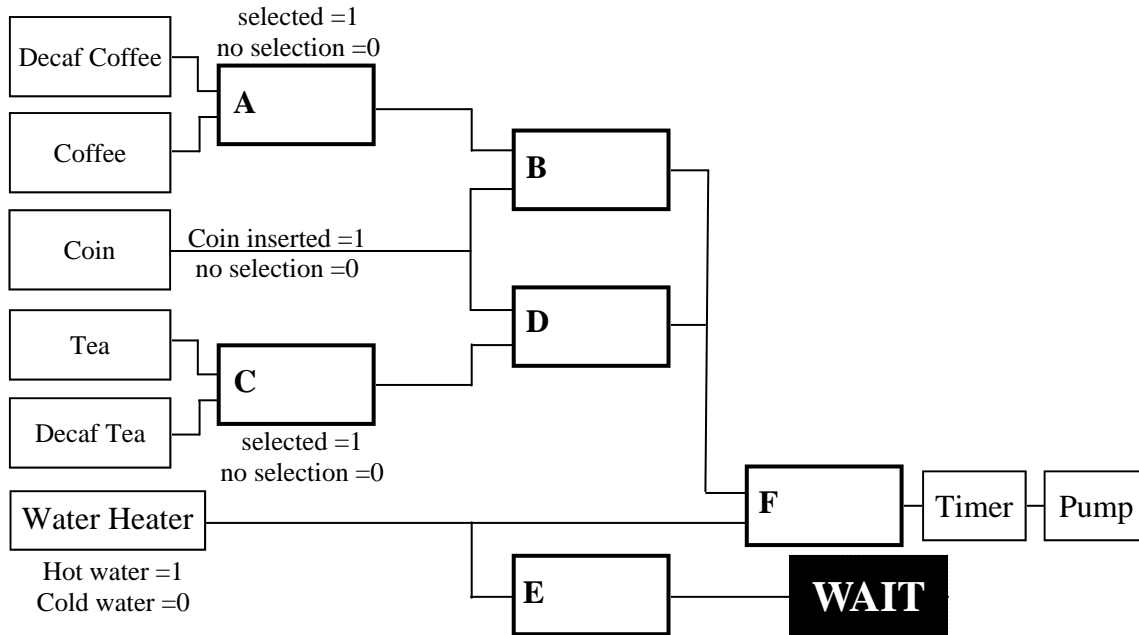 selected =1
no selection =0
Decaf Coffee
A
Coffee
B
Coin
Coin inserted =1
no selection =0
D
Tea
C
Decaf Tea
selected =1
no selection =0
Water Heater
F
Timer
Pump
Hot water =1
Cold water =0
E
WAIT